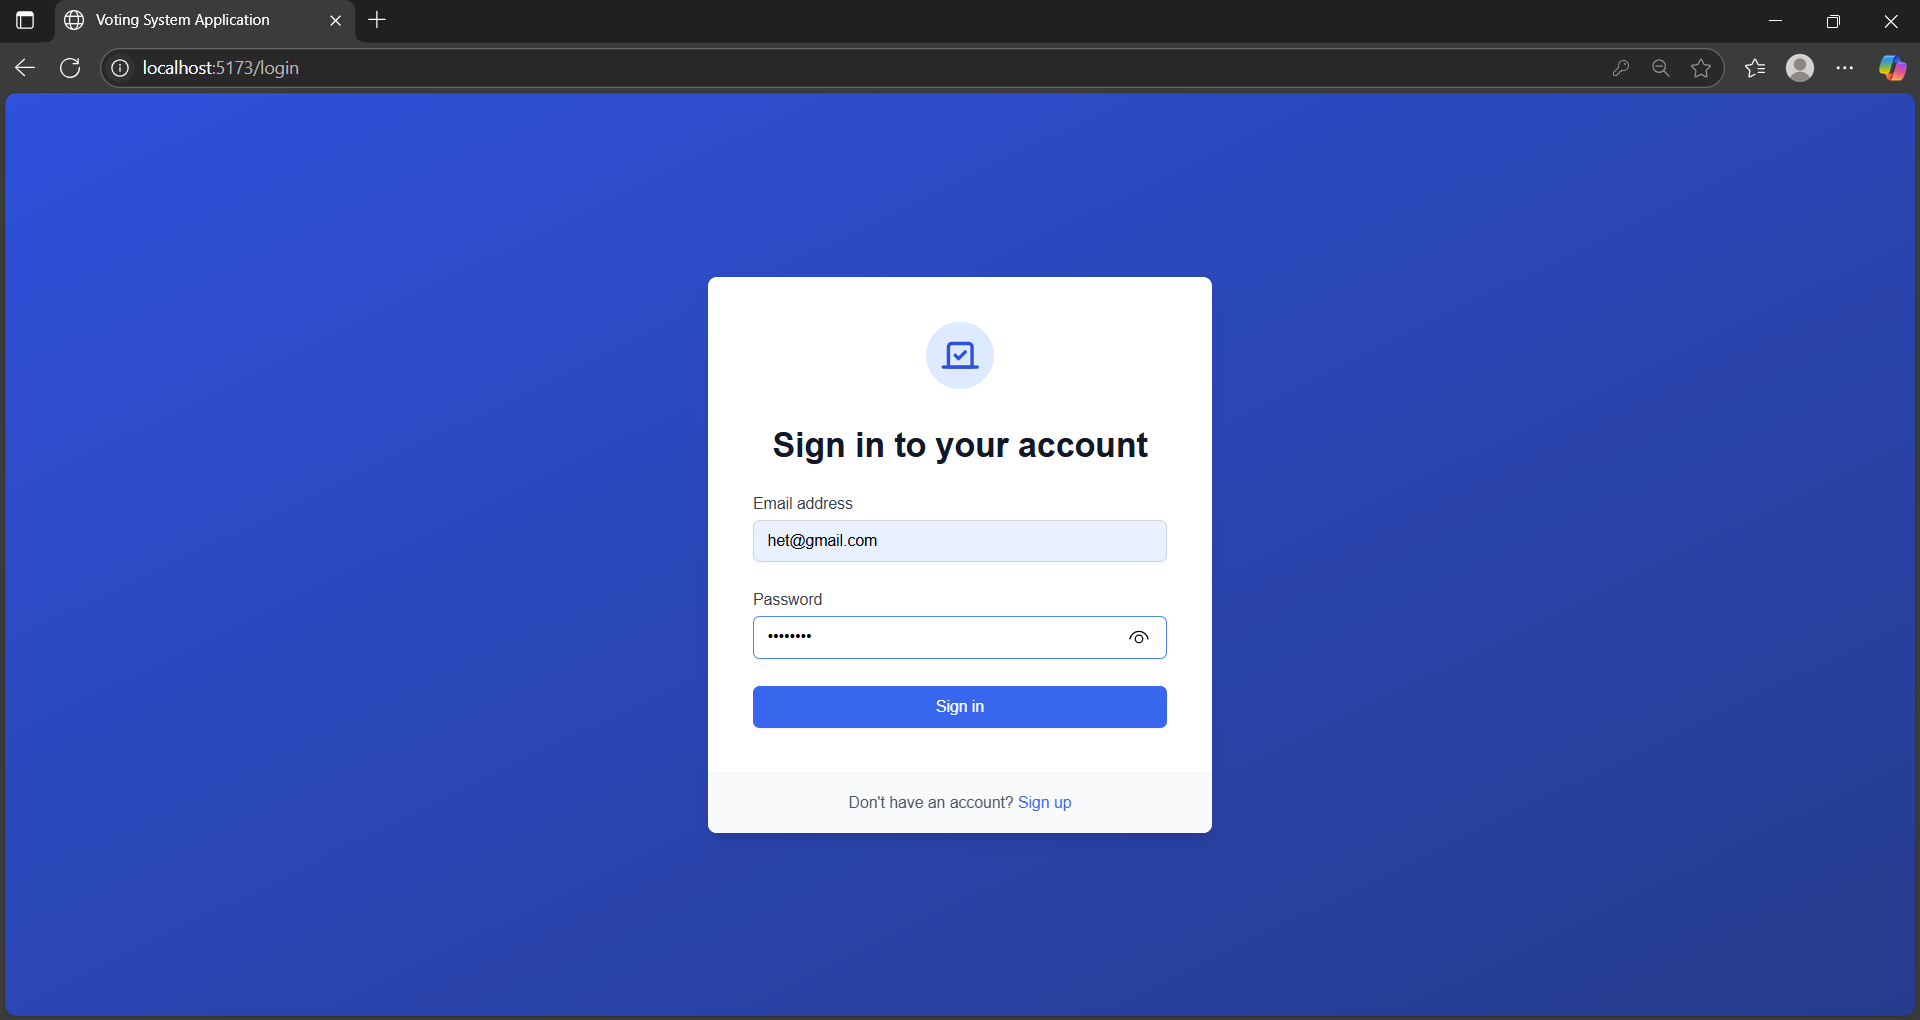 Voting System Application
localhost:5173/login
Sign in to your account
Email address
het@gmail.com
Password
••••••••
Sign in
Don't have an account? Sign up